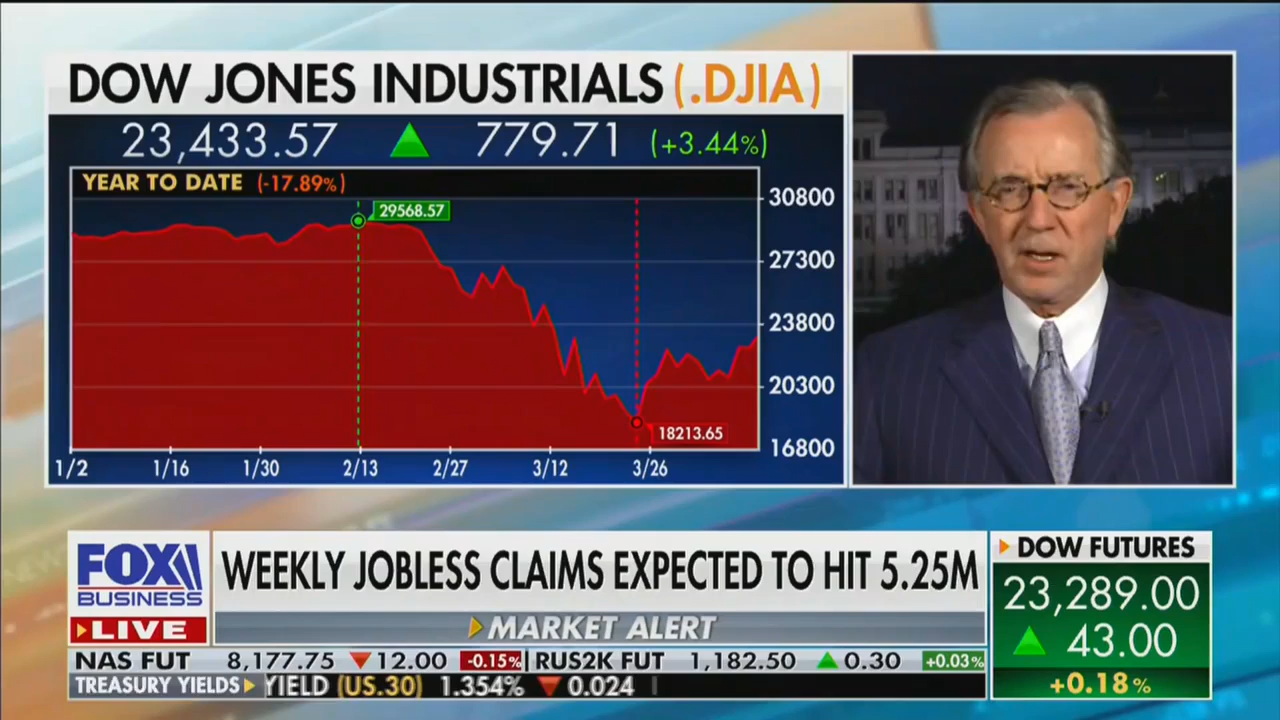 DOW JONES INDUSTRIALS (.DJIA)
23,433.57 ▲ 779.71 (+3.44%)
YEAR TO DATE (-17.89%)
29568.57
18213.65
30800
27300
23800
20300
16800
1/2 1/16 1/30 2/13 2/27 3/12 3/26
FOX BUSINESS
LIVE
WEEKLY JOBLESS CLAIMS EXPECTED TO HIT 5.25M
MARKET ALERT
NAS FUT 8,177.75 ▼ 12.00 -0.15% RUS2K FUT 1,182.50 ▲ 0.30 +0.03%
TREASURY YIELDS YIELD (US.30) 1.354% ▼ 0.024
DOW FUTURES
23,289.00
▲ 43.00
+0.18%